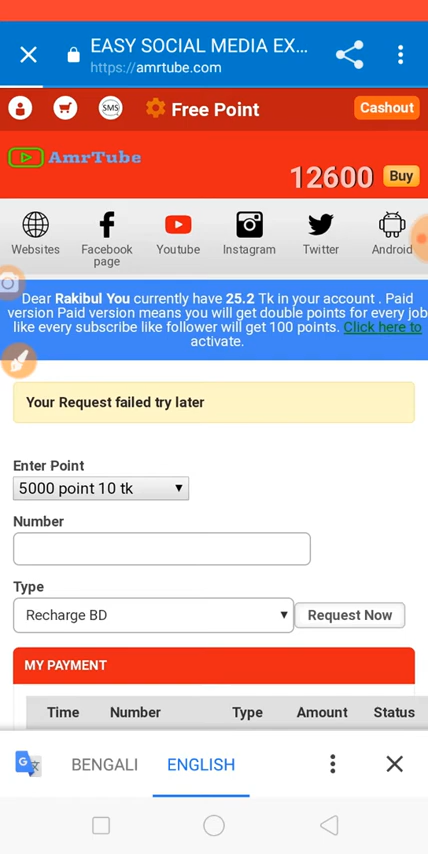 EASY SOCIAL MEDIA EX...
https://amrtube.com
SMS
Free Point
Cashout
AmrTube
12600
Buy
Websites
Facebook
page
Youtube
Instagram
Twitter
Android
Dear Rakibul You currently have 25.2 Tk in your account . Paid
version Paid version means you will get double points for every job
like every subscribe like follower will get 100 points. Click here to
activate.
Your Request failed try later
Enter Point
5000 point 10 tk
Number
Type
Recharge BD
Request Now
MY PAYMENT
Time Number Type Amount Status
BENGALI
ENGLISH